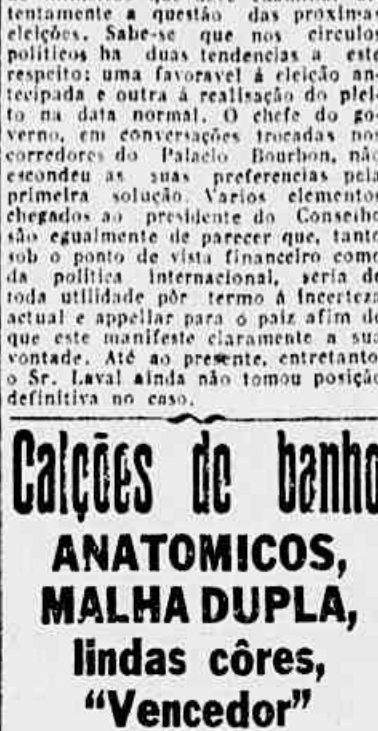 tentamente a questão das proximas
eleições. Sabe-se que nos circulos
politicos ha duas tendencias a este
respeito: uma favoravel á eleição an-
tecipada e outra á realisação do plei-
to na data normal. O chefe do go-
verno, em conversações trocadas nos
corredores do Palacio Bourbon, não
escondeu as suas preferencias pela
primeira solução. Varios elementos
chegados ao presidente do Conselho
são egualmente de parecer que, tanto
sob o ponto de vista financeiro como
da politica internacional, seria de
toda utilidade pôr termo á incerteza
actual e appellar para o paiz afim de
que este manifeste claramente a sua
vontade. Até ao presente, entretanto,
o Sr. Laval ainda não tomou posição
definitiva no caso.
Calções de banho
ANATOMICOS,
MALHA DUPLA,
lindas côres,
“Vencedor”